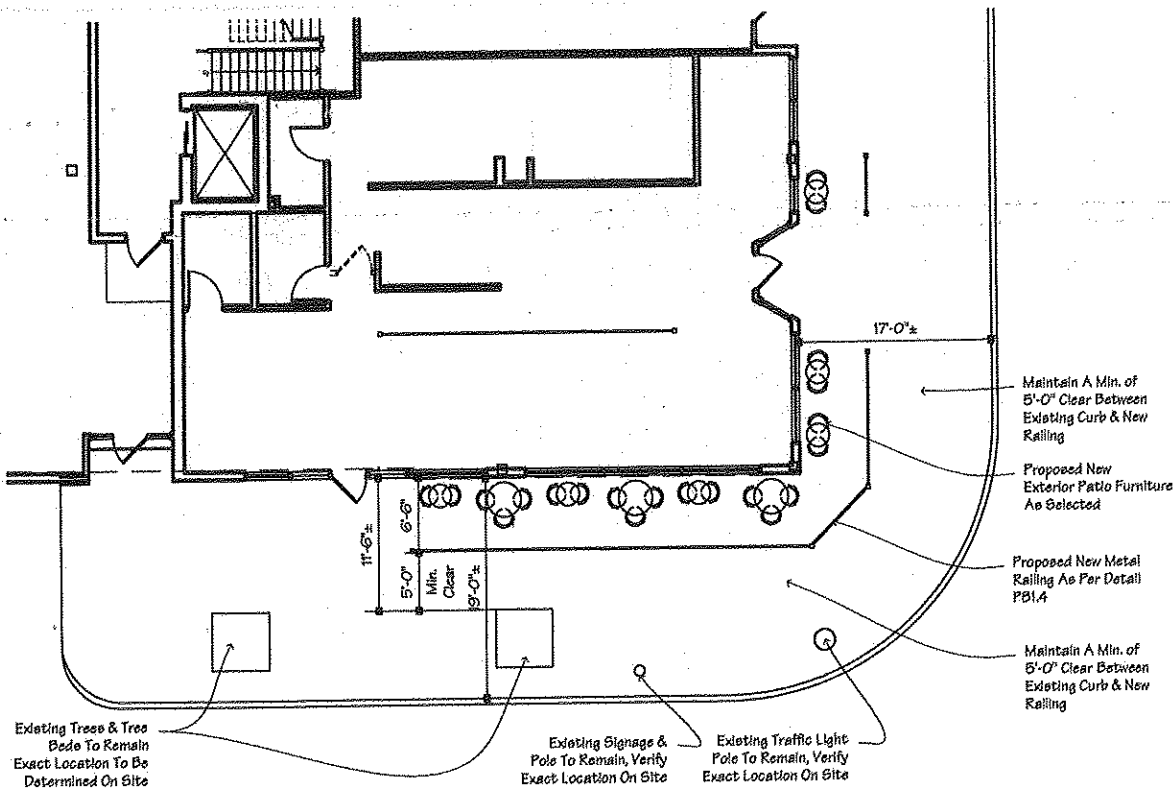 17'-0"±
Maintain A Min. of
5'-0" Clear Between
Existing Curb & New
Railing
Proposed New
Exterior Patio Furniture
As Selected
11'-6"±
6'-6"
5'-0"
Min.
Clear
19'-0"±
Proposed New Metal
Railing As Per Detail
PB1.4
Maintain A Min. of
5'-0" Clear Between
Existing Curb & New
Railing
Existing Trees & Tree
Beds To Remain
Exact Location To Be
Determined On Site
Existing Signage &
Pole To Remain, Verify
Exact Location On Site
Existing Traffic Light
Pole To Remain, Verify
Exact Location On Site